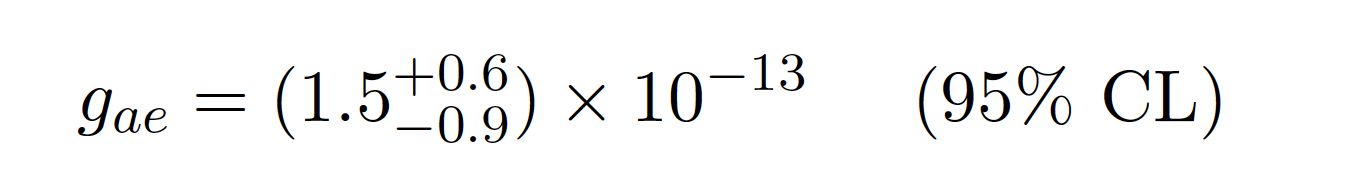 g_{ae} = (1.5^{+0.6}_{-0.9}) × 10^{−13} (95% CL)